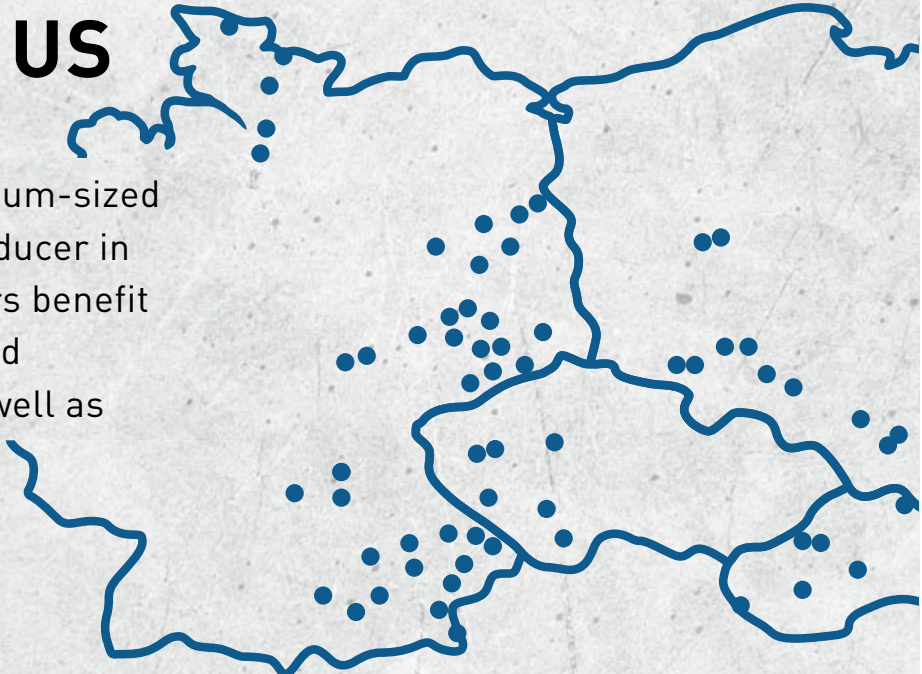 US
um-sized
ducer in
rs benefit
d
well as